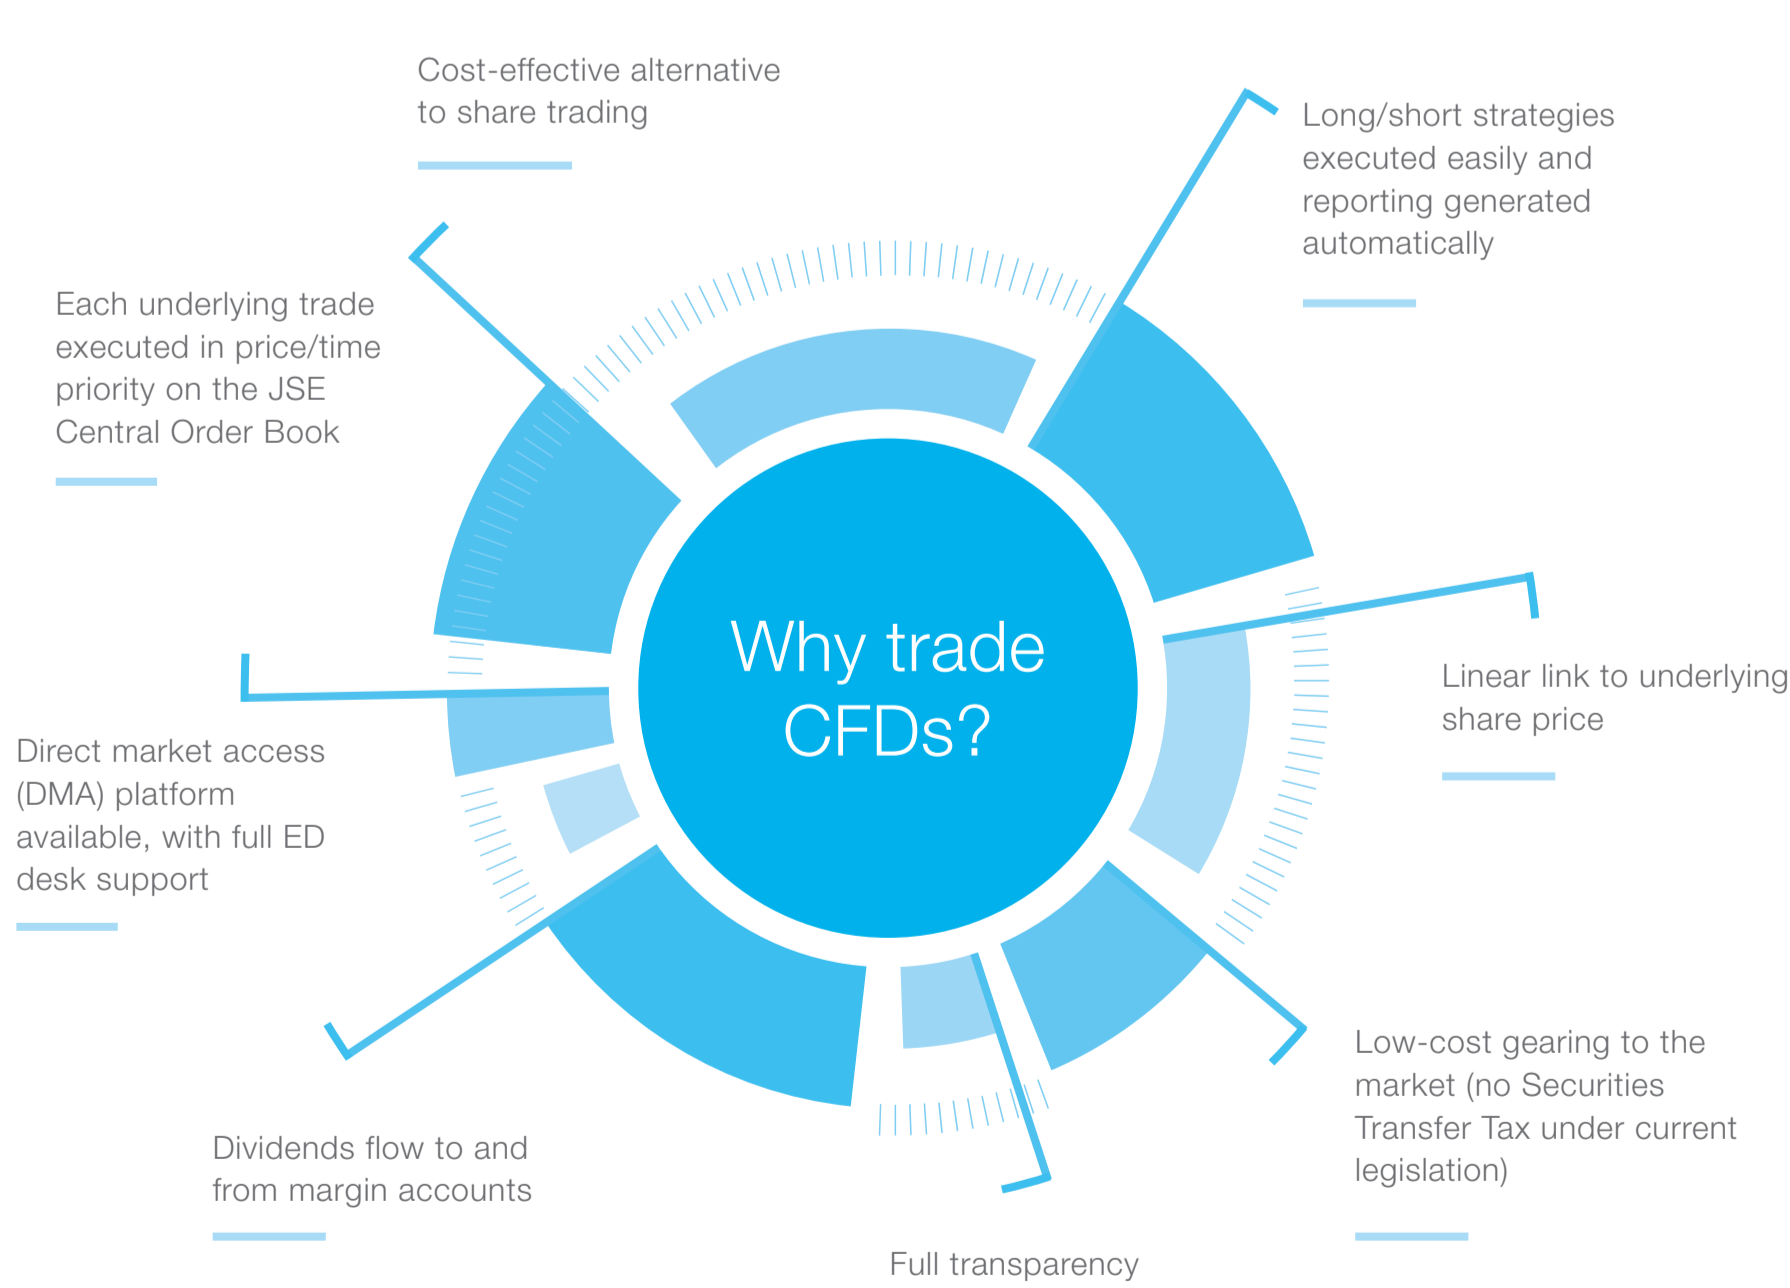 Cost-effective alternative
to share trading
Long/short strategies
executed easily and
reporting generated
automatically
Each underlying trade
executed in price/time
priority on the JSE
Central Order Book
Why trade
CFDs?
Linear link to underlying
share price
Direct market access
(DMA) platform
available, with full ED
desk support
Low-cost gearing to the
market (no Securities
Transfer Tax under current
legislation)
Dividends flow to and
from margin accounts
Full transparency